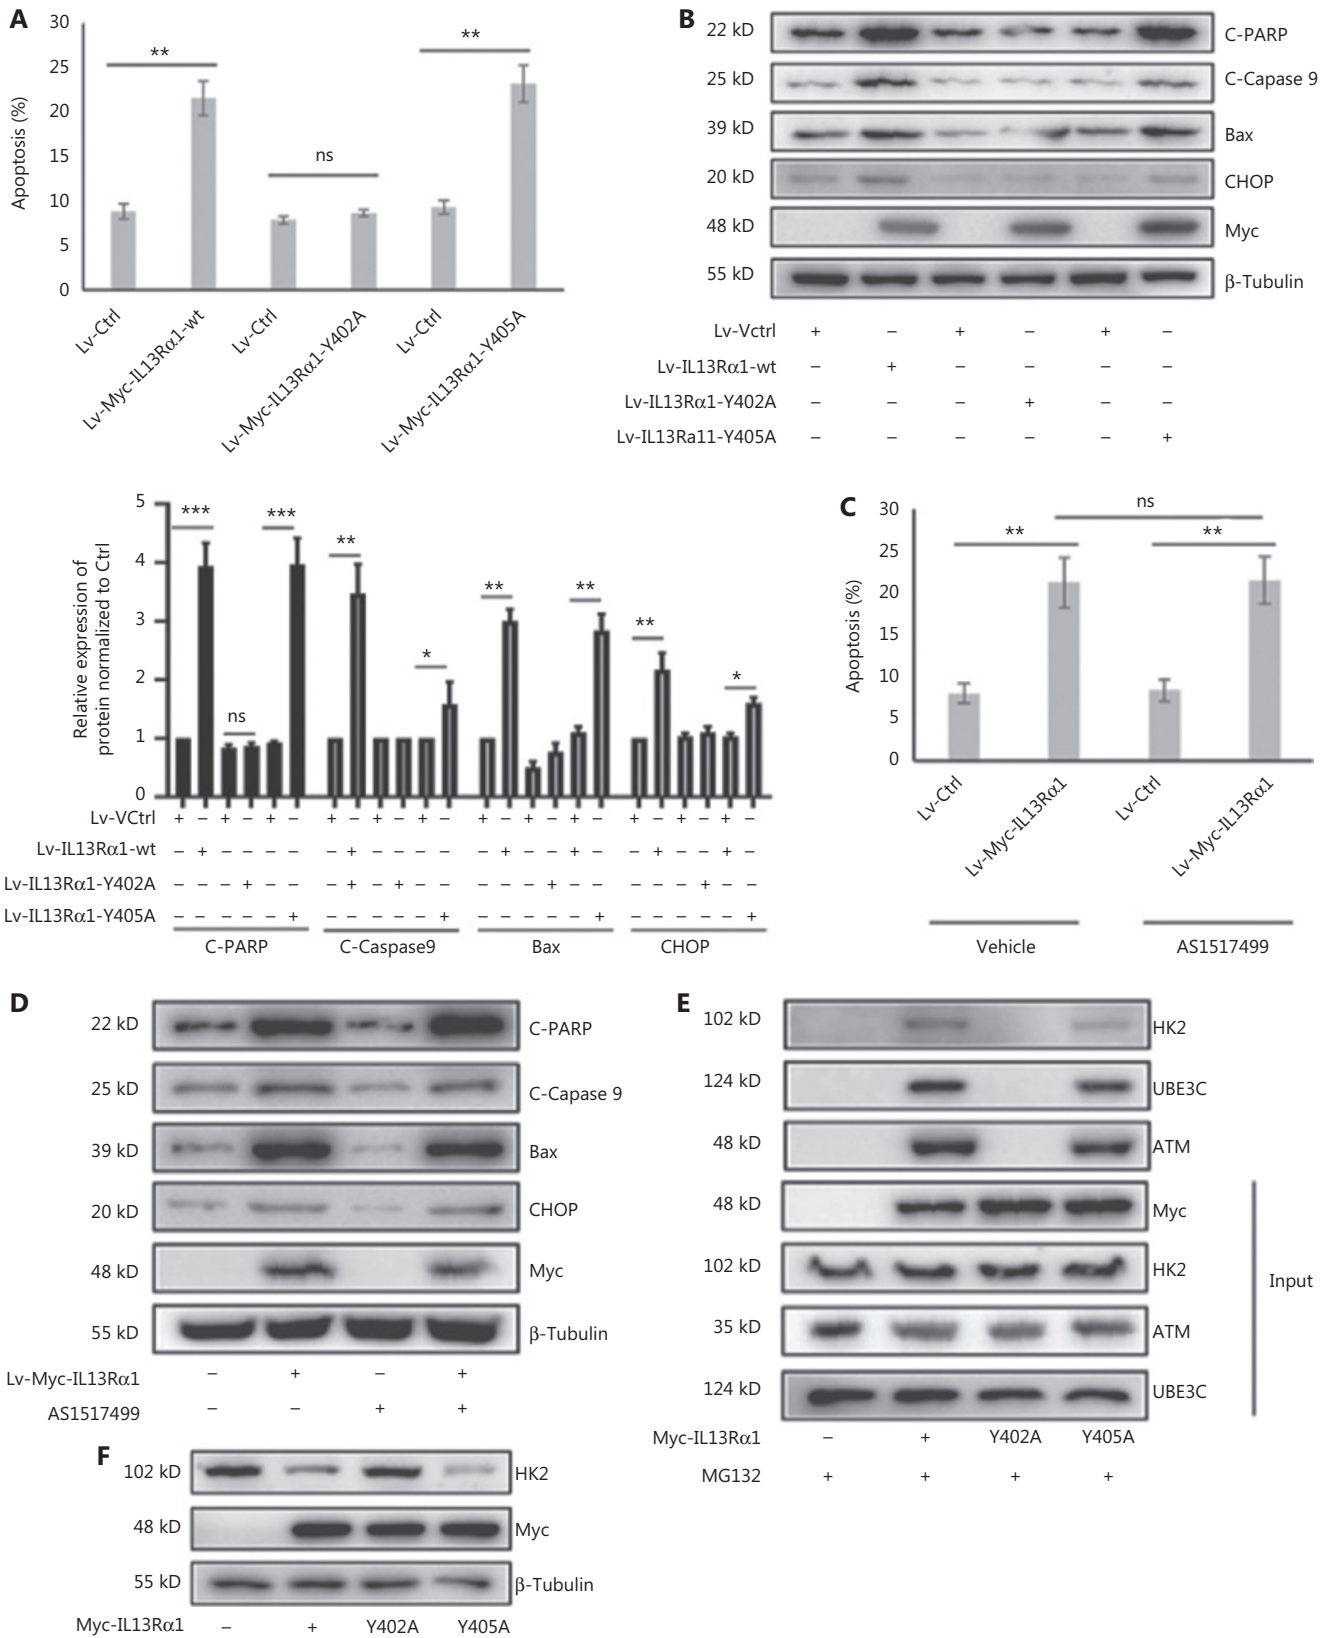 A
30
25
20
15
10
5
0
Apoptosis (%)
**
ns
**
Lv-Ctrl
Lv-Myc-IL13Rα1-wt
Lv-Ctrl
Lv-Myc-IL13Rα1-Y402A
Lv-Ctrl
Lv-Myc-IL13Rα1-Y405A
B
22 kD C-PARP
25 kD C-Capase 9
39 kD Bax
20 kD CHOP
48 kD Myc
55 kD β-Tubulin
Lv-Vctrl + – + – + –
Lv-IL13Rα1-wt – + – – – –
Lv-IL13Rα1-Y402A – – – + – –
Lv-IL13Ra11-Y405A – – – – – +
5
4
3
2
1
0
Relative expression of
protein normalized to Ctrl
*** ns *** ** * ** ** ** *
Lv-VCtrl + – + – + – + – + – + – + – + – + – + – + – + –
Lv-IL13Rα1-wt – + – – – – – + – – – – – + – – + – – + – – + –
Lv-IL13Rα1-Y402A – – – + – – – + – + – – – – – + – – – – – + – –
Lv-IL13Rα1-Y405A – – – – – + – – – – – + – – – – – + – – – – – +
C-PARP C-Caspase9 Bax CHOP
C
30
25
20
15
10
5
0
Apoptosis (%)
ns
** **
Lv-Ctrl
Lv-Myc-IL13Rα1
Lv-Ctrl
Lv-Myc-IL13Rα1
Vehicle AS1517499
D
22 kD C-PARP
25 kD C-Capase 9
39 kD Bax
20 kD CHOP
48 kD Myc
55 kD β-Tubulin
Lv-Myc-IL13Rα1 – + – +
AS1517499 – – + +
E
102 kD HK2
124 kD UBE3C
48 kD ATM
48 kD Myc
102 kD HK2
35 kD ATM
124 kD UBE3C
Input
Myc-IL13Rα1 – + Y402A Y405A
MG132 + + + +
F
102 kD HK2
48 kD Myc
55 kD β-Tubulin
Myc-IL13Rα1 – + Y402A Y405A